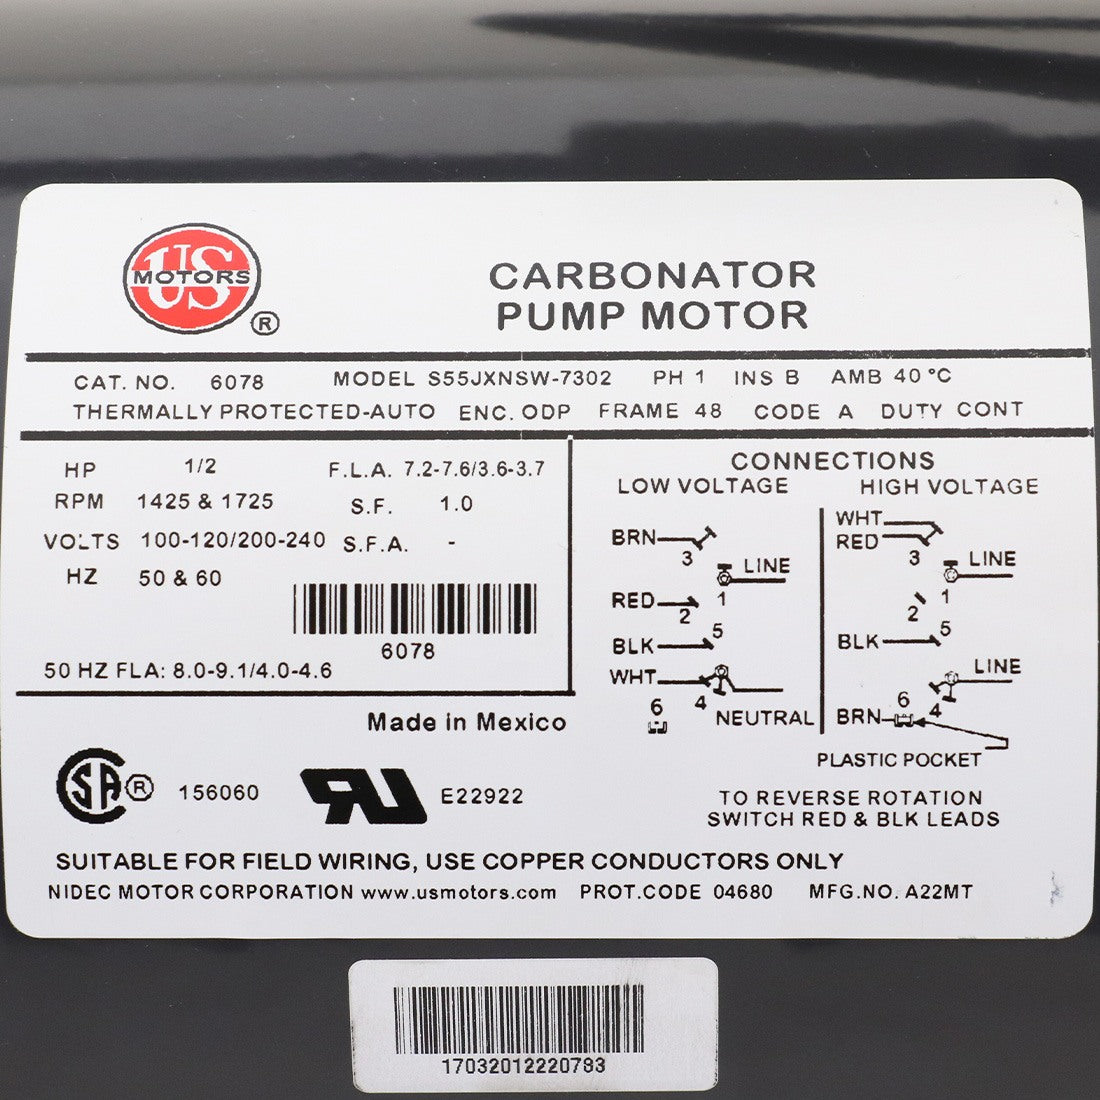 US
MOTORS
®
CARBONATOR
PUMP MOTOR
CAT. NO. 6078 MODEL S55JXNSW-7302 PH 1 INS B AMB 40 °C
THERMALLY PROTECTED-AUTO ENC. ODP FRAME 48 CODE A DUTY CONT
HP 1/2 F.L.A. 7.2-7.6/3.6-3.7
RPM 1425 & 1725 S.F. 1.0
VOLTS 100-120/200-240 S.F.A. -
HZ 50 & 60
6078
50 HZ FLA: 8.0-9.1/4.0-4.6
CONNECTIONS
LOW VOLTAGE
BRN 3
LINE
1
RED 2
BLK 5
WHT 4
6
NEUTRAL
HIGH VOLTAGE
WHT
RED 3
LINE
1
2
BLK 5
LINE
4
BRN 6
PLASTIC POCKET
Made in Mexico
SA ® 156060 RU E22922
TO REVERSE ROTATION
SWITCH RED & BLK LEADS
SUITABLE FOR FIELD WIRING, USE COPPER CONDUCTORS ONLY
NIDEC MOTOR CORPORATION www.usmotors.com PROT.CODE 04680 MFG.NO. A22MT
17032012220793